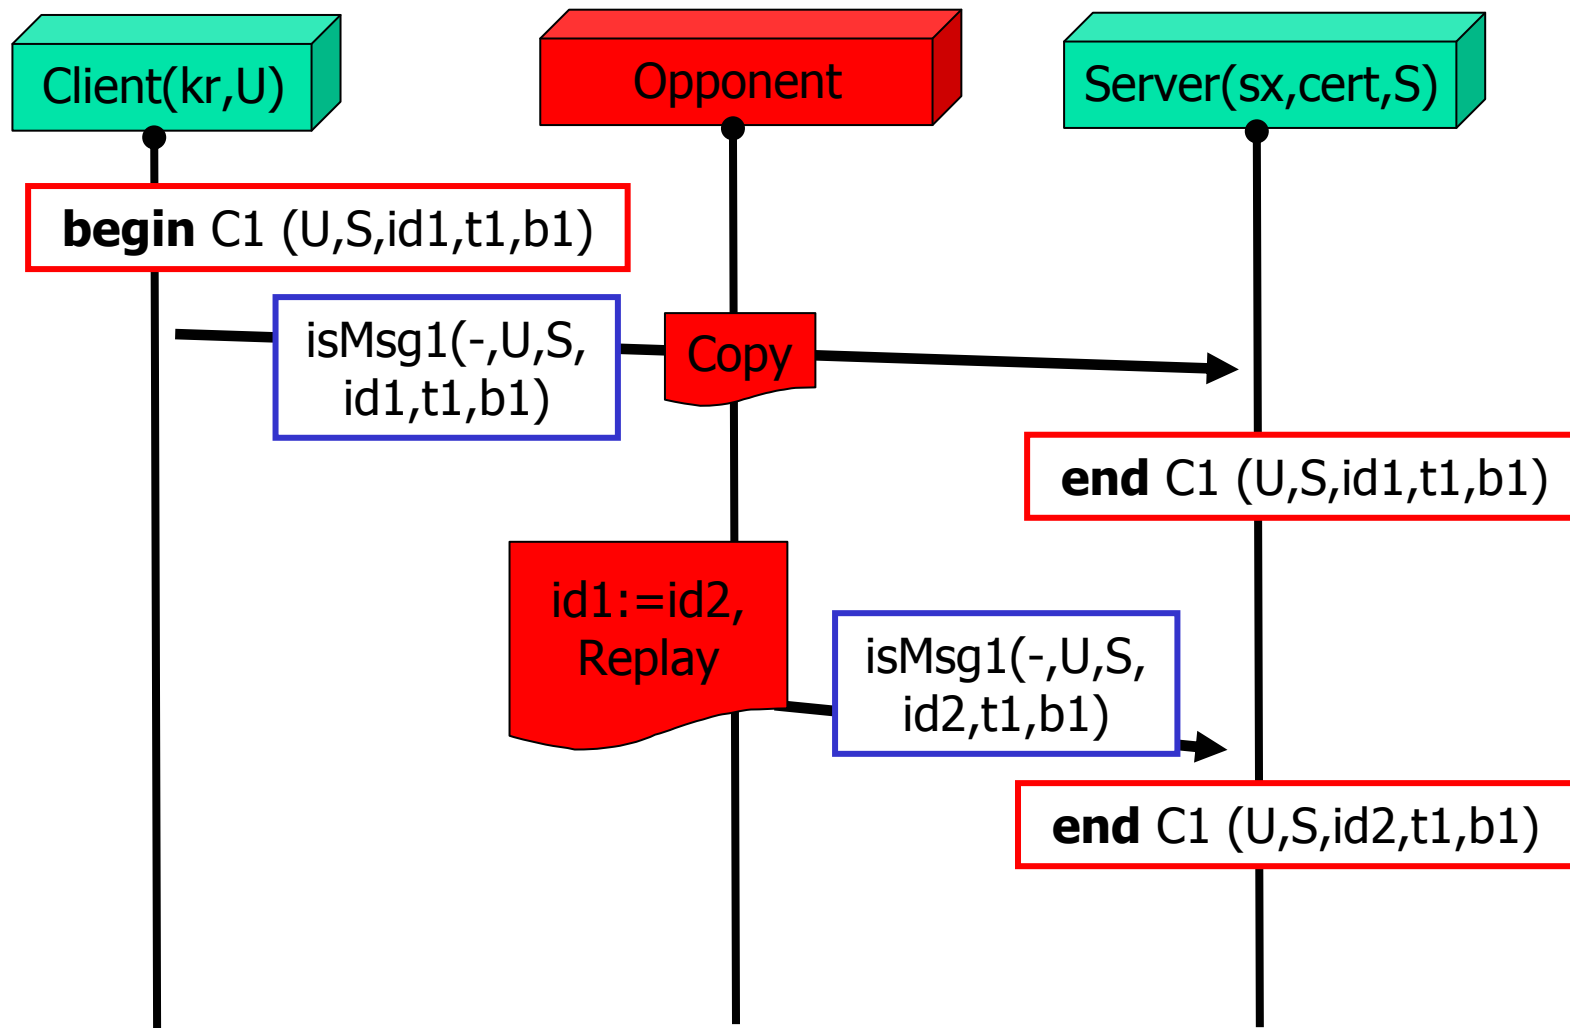 Client(kr,U)
Opponent
Server(sx,cert,S)
begin C1 (U,S,id1,t1,b1)
isMsg1(-,U,S,
id1,t1,b1)
Copy
end C1 (U,S,id1,t1,b1)
id1:=id2,
Replay
isMsg1(-,U,S,
id2,t1,b1)
end C1 (U,S,id2,t1,b1)